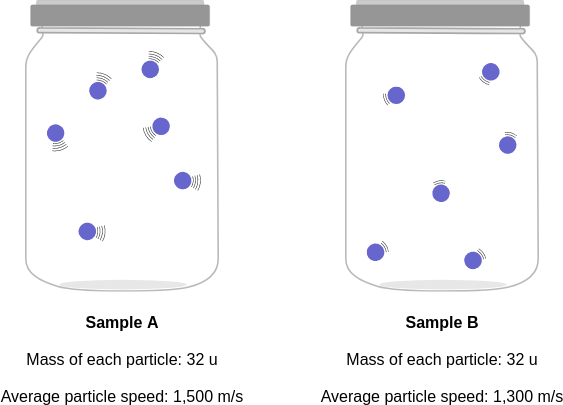 Sample A
Mass of each particle: 32 u
Average particle speed: 1,500 m/s
Sample B
Mass of each particle: 32 u
Average particle speed: 1,300 m/s